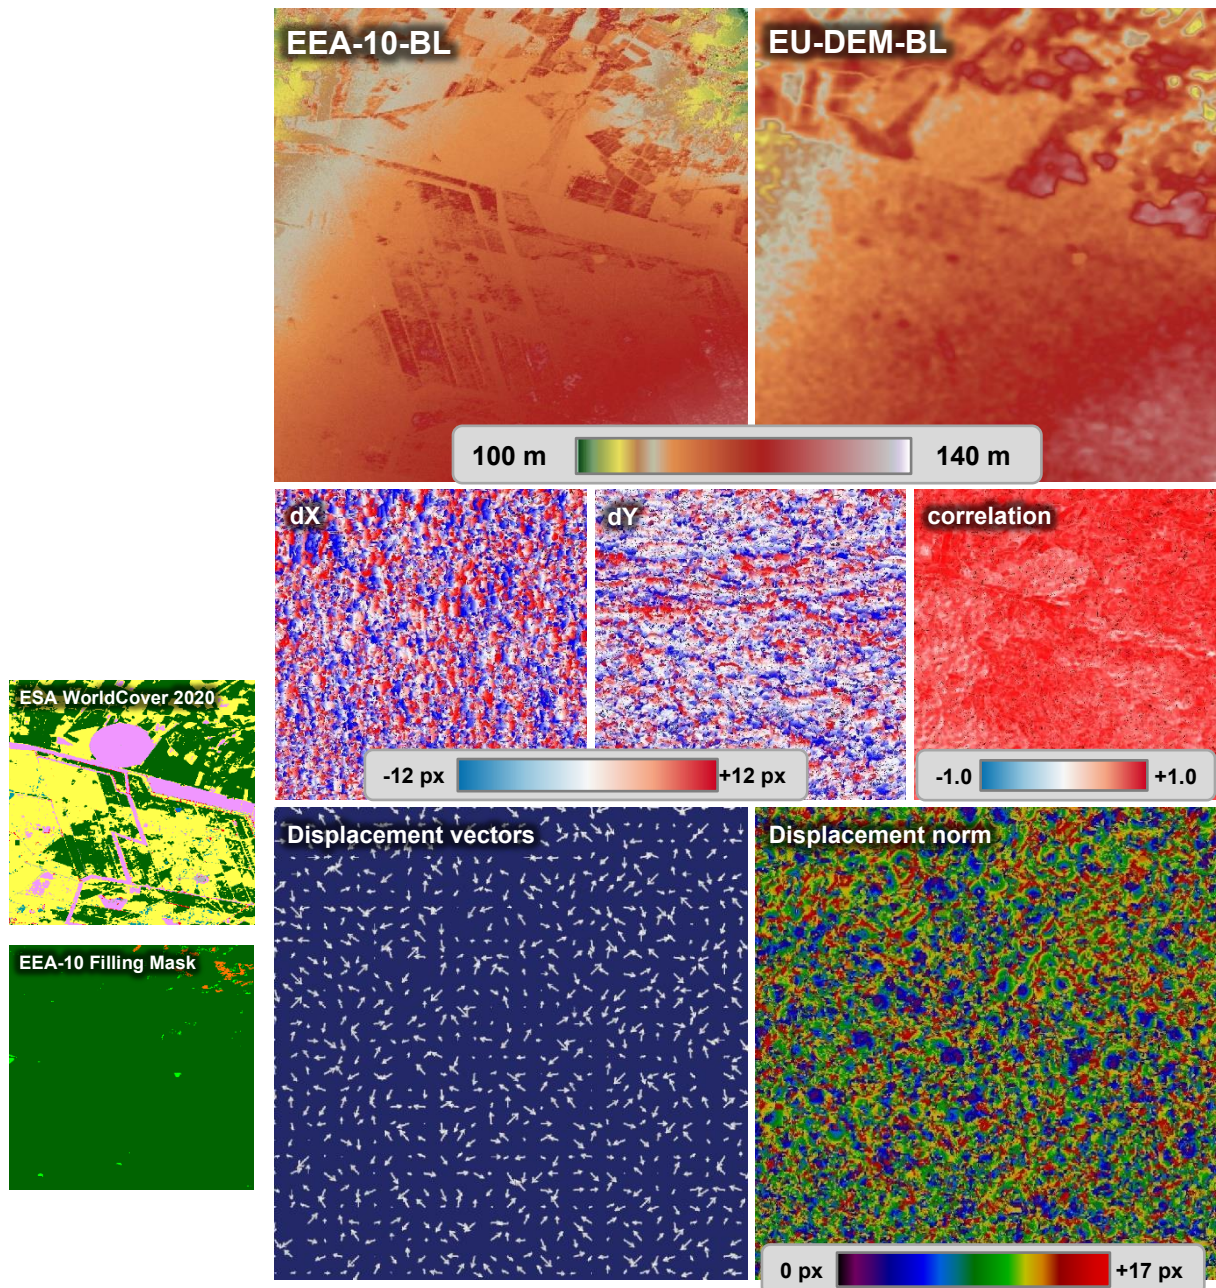 EEA-10-BL
EU-DEM-BL
100 m
140 m
dX
dY
correlation
-12 px
+12 px
-1.0
+1.0
ESA WorldCover 2020
EEA-10 Filling Mask
Displacement vectors
Displacement norm
0 px
+17 px